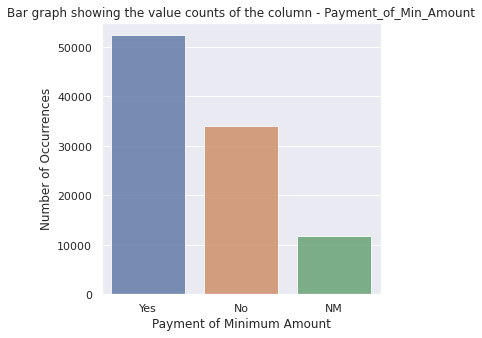 Bar graph showing the value counts of the column - Payment_of_Min_Amount
50000
40000
30000
20000
10000
0
Number of Occurrences
Yes No NM
Payment of Minimum Amount